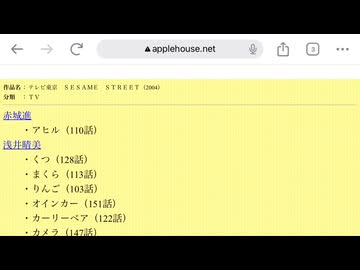 applehouse.net
3
作品名：テレビ東京 ＳＥＳＡＭＥ ＳＴＲＥＥＴ（2004）
分類 ：ＴＶ
赤城進
・アヒル（110話）
浅井晴美
・くつ（128話）
・まくら（113話）
・りんご（103話）
・オインカー（151話）
・カーリーベア（122話）
・カメラ（147話）